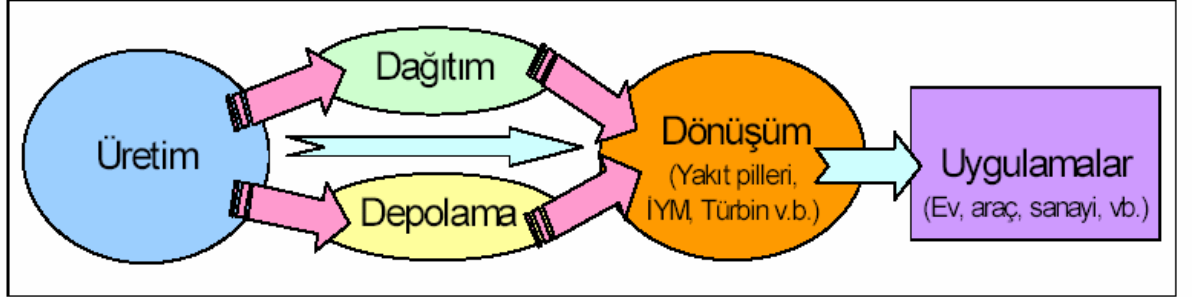 Üretim
Dağıtım
Depolama
Dönüşüm
(Yakıt pilleri,
İYM, Türbin v.b.)
Uygulamalar
(Ev, araç, sanayi, vb.)